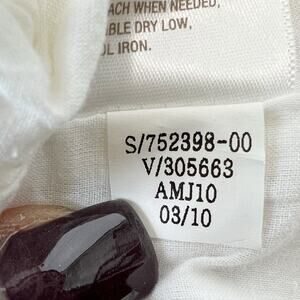 ACH WHEN NEEDED,
BLE DRY LOW,
L IRON.
S/752398-00
V/305663
AMJ10
03/10